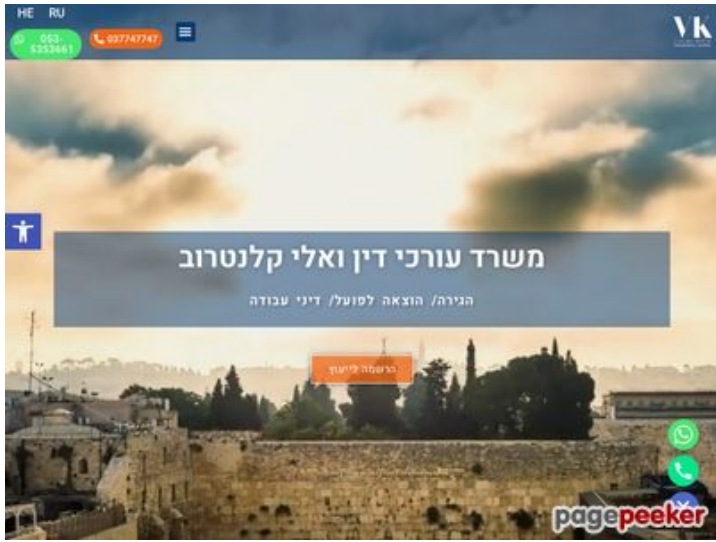 HE RU
053-
5353661
037747747
VK
משרד עורכי דין ואלי קלנטרוב
הגירה/ הוצאה לפועל/ דיני עבודה
הרשמה לייעוץ
pagepeeker